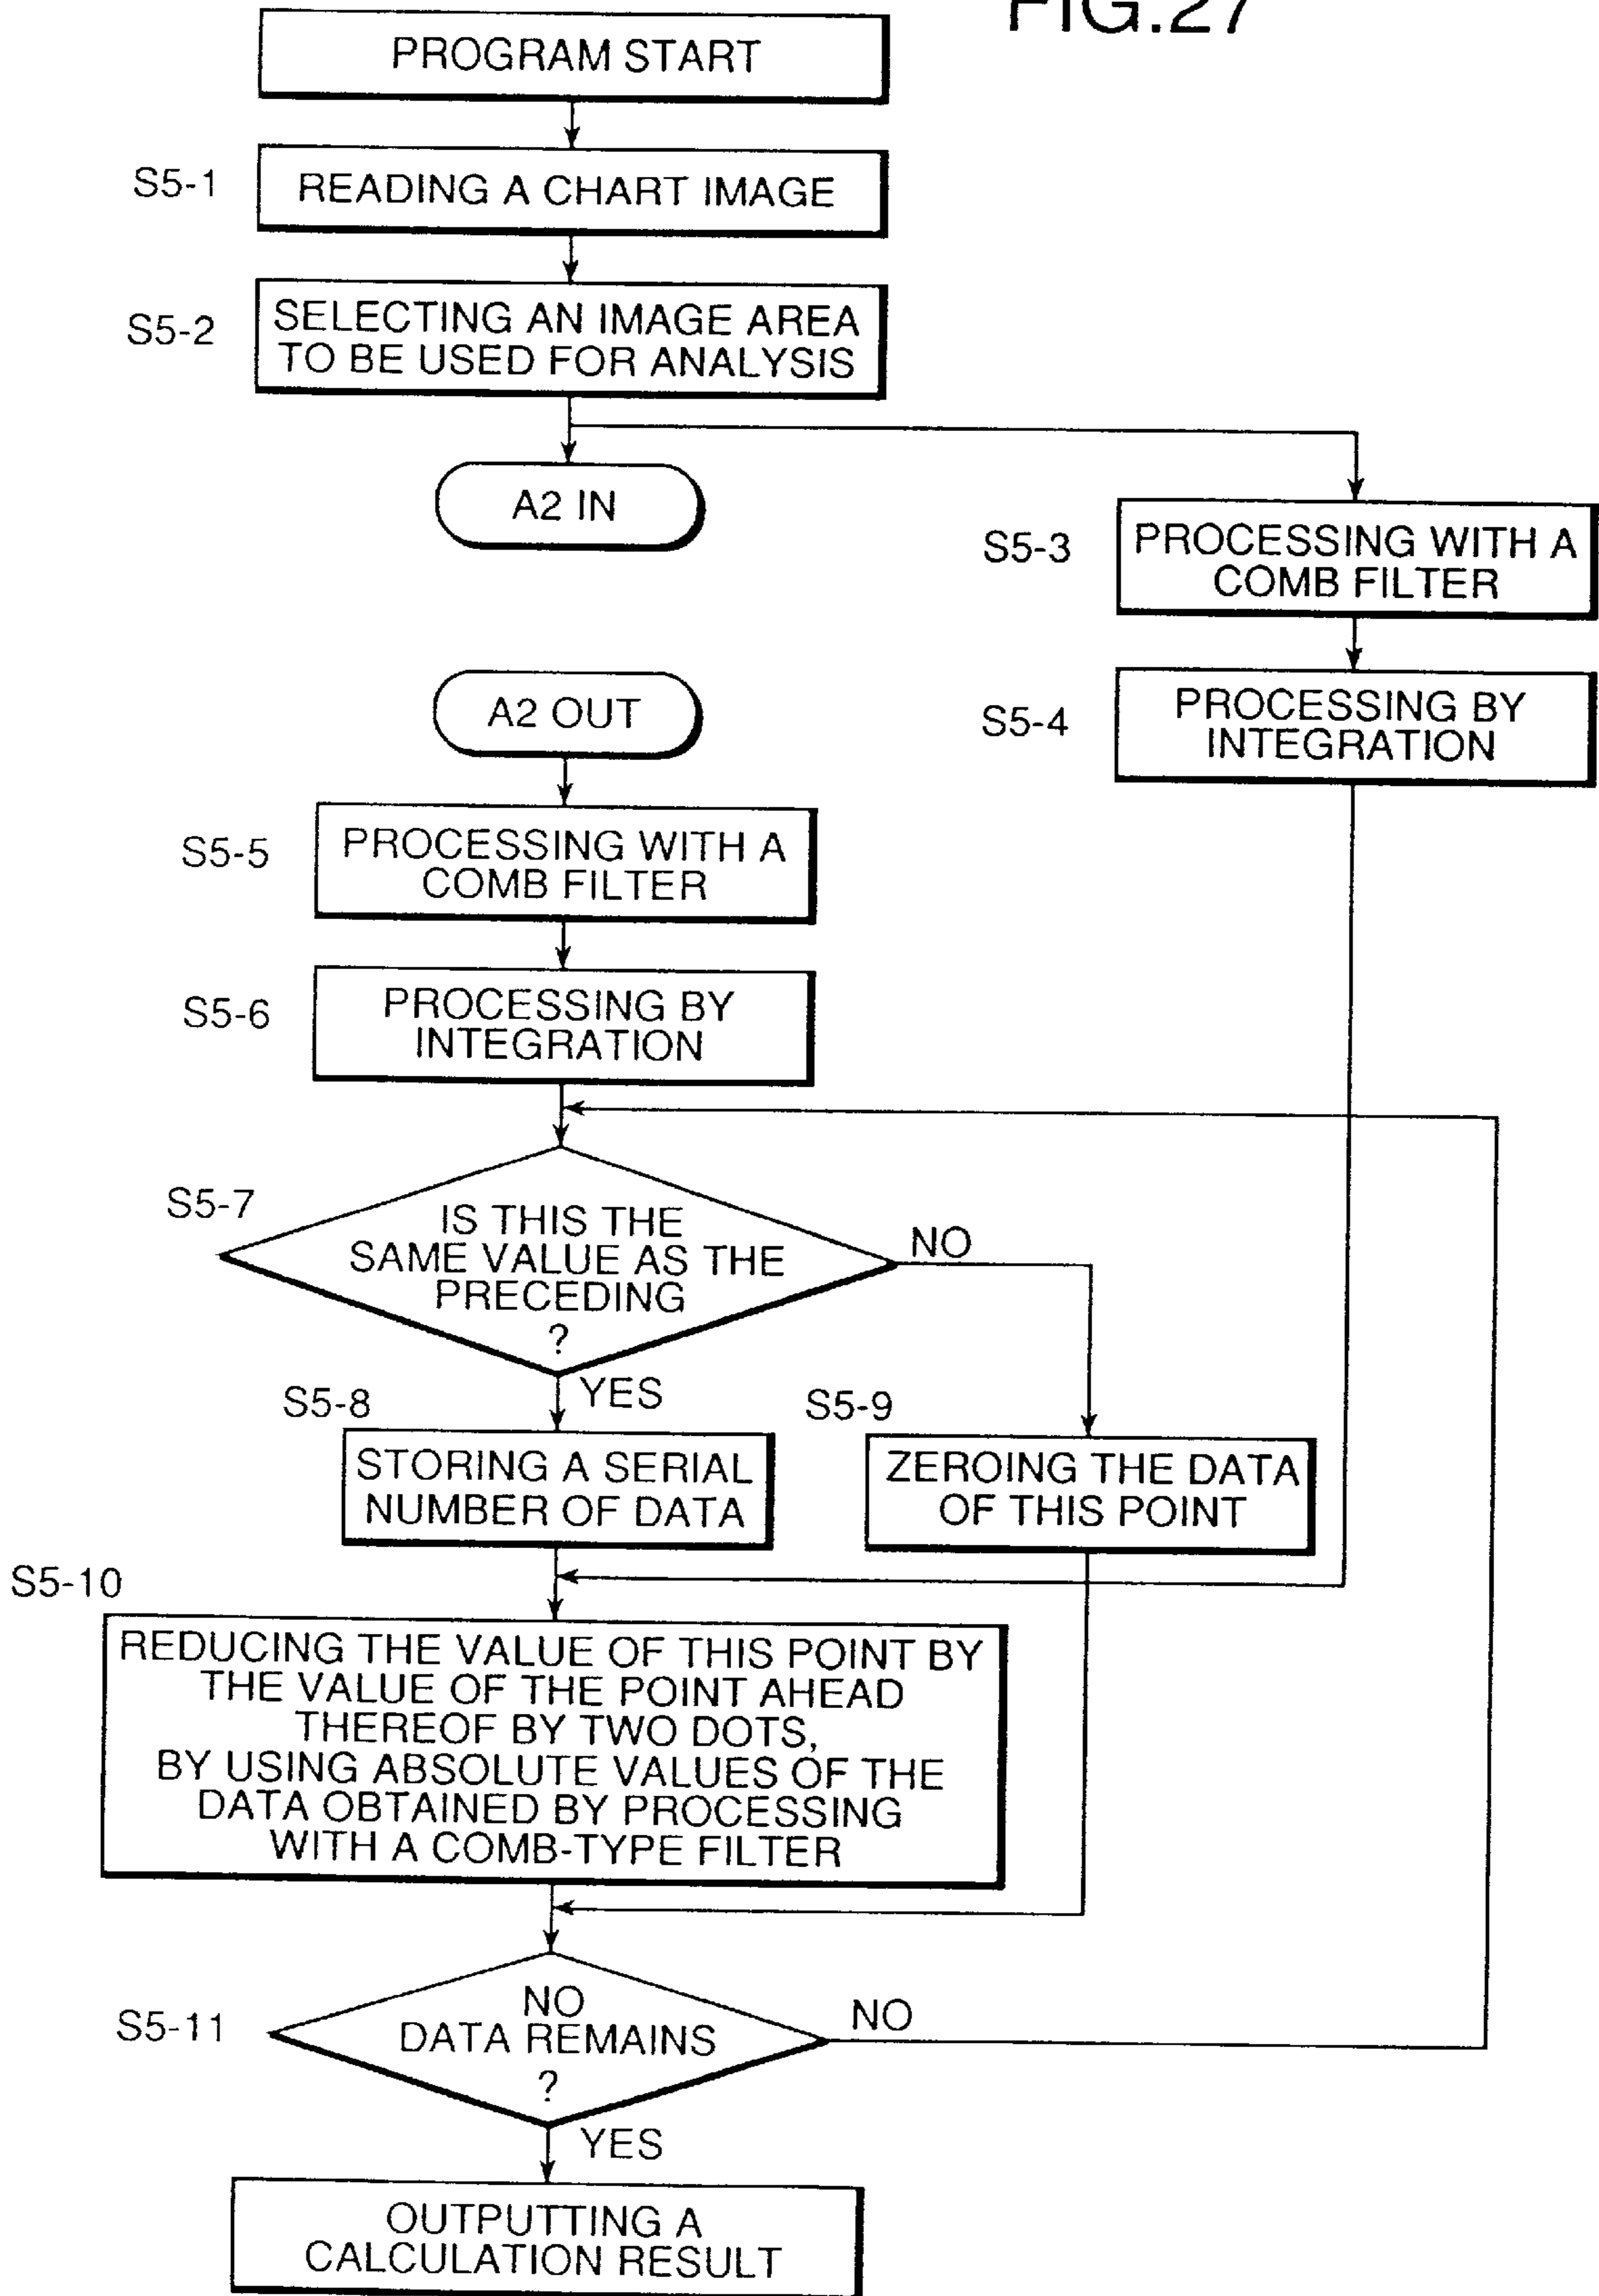 FIG.27
PROGRAM START
S5-1
READING A CHART IMAGE
S5-2
SELECTING AN IMAGE AREA
TO BE USED FOR ANALYSIS
A2 IN
S5-3
PROCESSING WITH A
COMB FILTER
S5-4
PROCESSING BY
INTEGRATION
A2 OUT
S5-5
PROCESSING WITH A
COMB FILTER
S5-6
PROCESSING BY
INTEGRATION
S5-7
IS THIS THE
SAME VALUE AS THE
PRECEDING
?
NO
YES
S5-8
STORING A SERIAL
NUMBER OF DATA
S5-9
ZEROING THE DATA
OF THIS POINT
S5-10
REDUCING THE VALUE OF THIS POINT BY
THE VALUE OF THE POINT AHEAD
THEREOF BY TWO DOTS,
BY USING ABSOLUTE VALUES OF THE
DATA OBTAINED BY PROCESSING
WITH A COMB-TYPE FILTER
S5-11
NO
DATA REMAINS
?
NO
YES
OUTPUTTING A
CALCULATION RESULT